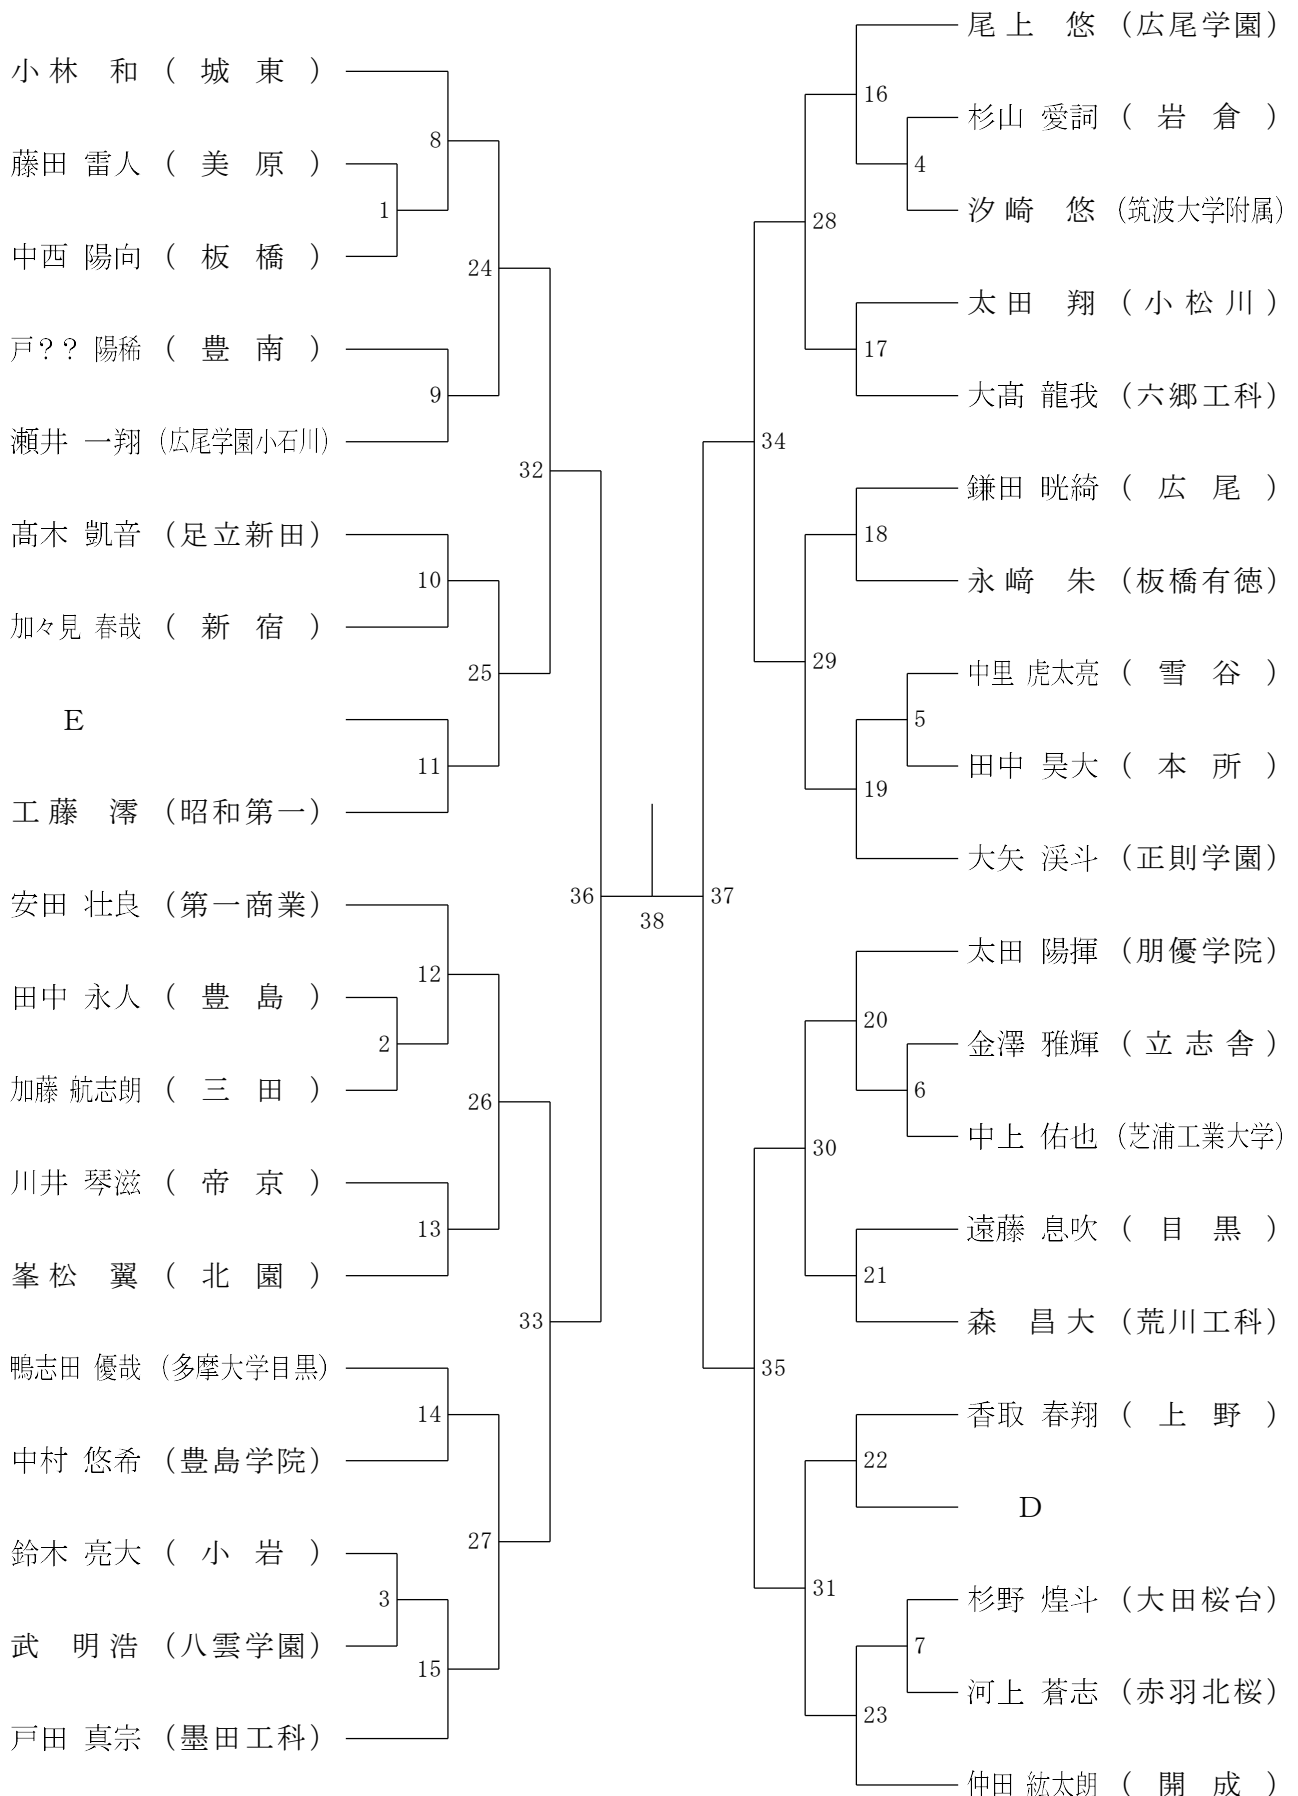 小林 和 (城東)
8
藤田 雷人 (美原)
1
中西 陽向 (板橋)
24
戸?? 陽稀 (豊南)
9
瀬井 一翔 (広尾学園小石川)
32
髙木 凱音 (足立新田)
10
加々見 春哉 (新宿)
25
E
11
工藤 澪 (昭和第一)
36
安田 壮良 (第一商業)
12
田中 永人 (豊島)
2
加藤 航志朗 (三田)
26
川井 琴滋 (帝京)
13
峯松 翼 (北園)
33
鴨志田 優哉 (多摩大学目黒)
14
中村 悠希 (豊島学院)
27
鈴木 亮大 (小岩)
3
武 明浩 (八雲学園)
15
戸田 真宗 (墨田工科)
38
尾上 悠 (広尾学園)
16
杉山 愛詞 (岩倉)
4
汐崎 悠 (筑波大学附属)
28
太田 翔 (小松川)
17
大髙 龍我 (六郷工科)
34
鎌田 晄綺 (広尾)
18
永﨑 朱 (板橋有徳)
29
中里 虎太亮 (雪谷)
5
田中 昊大 (本所)
19
大矢 渓斗 (正則学園)
37
太田 陽揮 (朋優学院)
20
金澤 雅輝 (立志舎)
6
中上 佑也 (芝浦工業大学)
30
遠藤 息吹 (目黒)
21
森 昌大 (荒川工科)
35
香取 春翔 (上野)
22
D
31
杉野 煌斗 (大田桜台)
7
河上 蒼志 (赤羽北桜)
23
仲田 紘太朗 (開成)